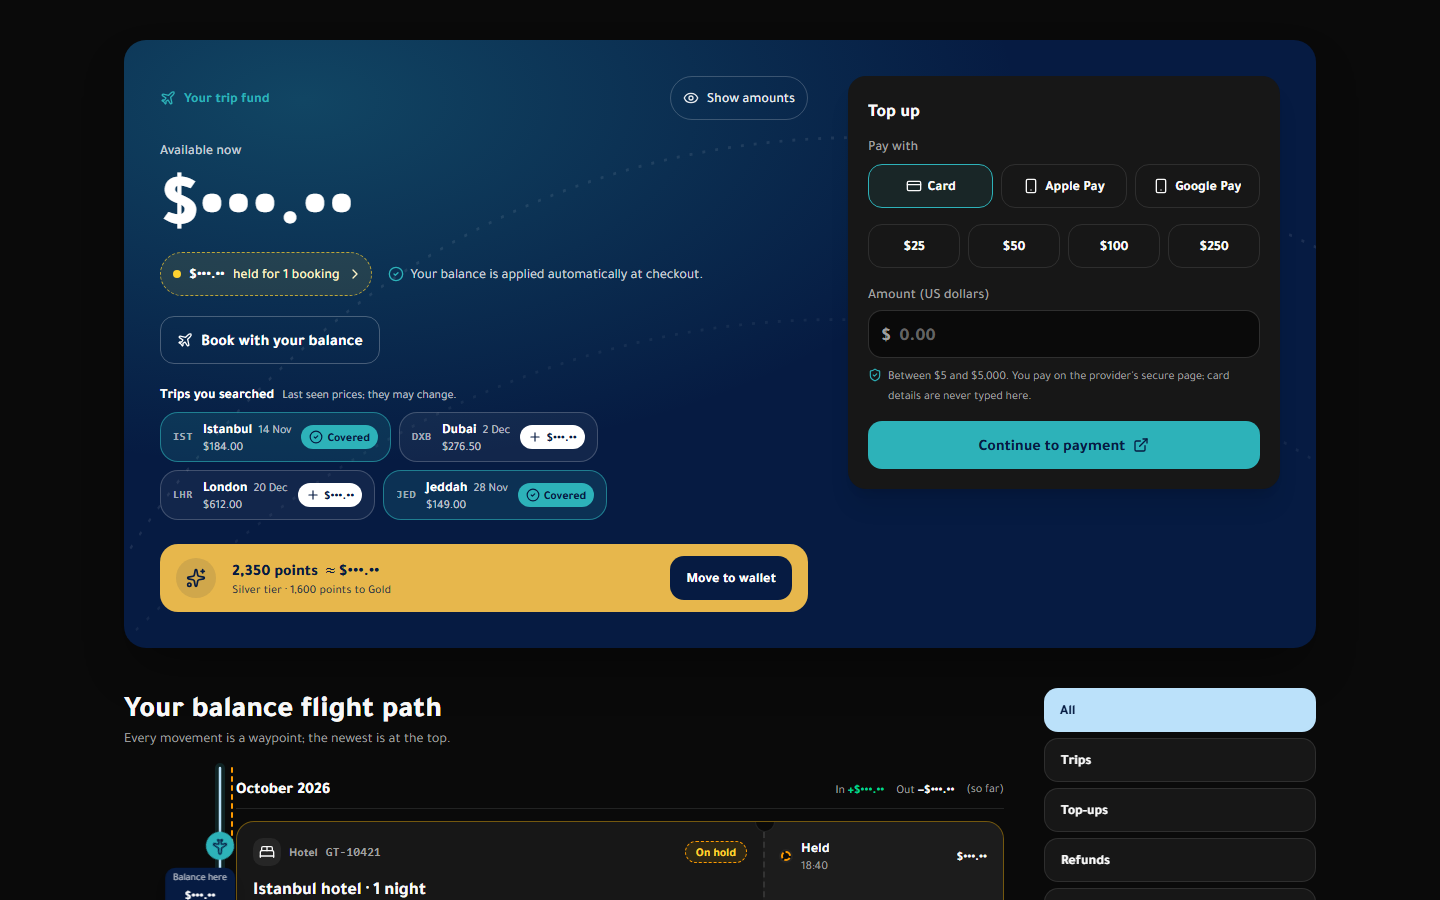 Your trip fund
Show amounts
Available now
$•••.••
$•••.•• held for 1 booking
Your balance is applied automatically at checkout.
Book with your balance
Trips you searched Last seen prices; they may change.
IST Istanbul 14 Nov $184.00 Covered
DXB Dubai 2 Dec $276.50 + $•••.••
LHR London 20 Dec $612.00 + $•••.••
JED Jeddah 28 Nov $149.00 Covered
2,350 points ≈ $•••.••
Silver tier · 1,600 points to Gold
Move to wallet
Top up
Pay with
Card
Apple Pay
Google Pay
$25
$50
$100
$250
Amount (US dollars)
$ 0.00
Between $5 and $5,000. You pay on the provider's secure page; card
details are never typed here.
Continue to payment
Your balance flight path
Every movement is a waypoint; the newest is at the top.
October 2026
In +$•••.•• Out −$•••.•• (so far)
Hotel GT-10421
On hold
Istanbul hotel · 1 night
Held
18:40
$•••.••
Balance here
$•••.••
All
Trips
Top-ups
Refunds